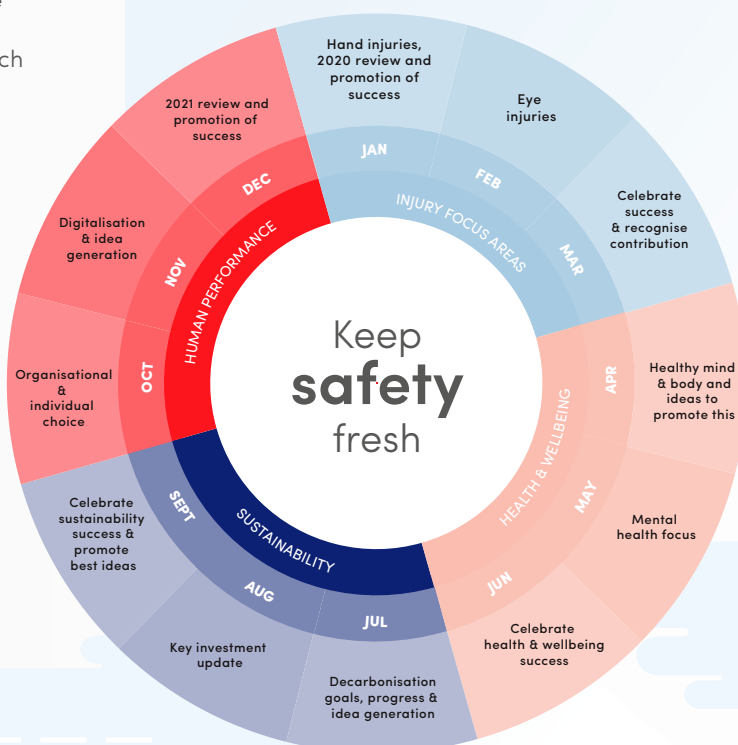 ch
Keep
safety
fresh
INJURY FOCUS AREAS
JAN
Hand injuries,
2020 review and
promotion of
success
FEB
Eye
injuries
MAR
Celebrate
success
& recognise
contribution
HEALTH & WELLBEING
APR
Healthy mind
& body and
ideas to
promote this
MAY
Mental
health focus
JUN
Celebrate
health & wellbeing
success
SUSTAINABILITY
JUL
Decarbonisation
goals, progress &
idea generation
AUG
Key investment
update
SEPT
Celebrate
sustainability
success &
promote
best ideas
HUMAN PERFORMANCE
OCT
Organisational
&
individual
choice
NOV
Digitalisation
& idea
generation
DEC
2021 review and
promotion of
success